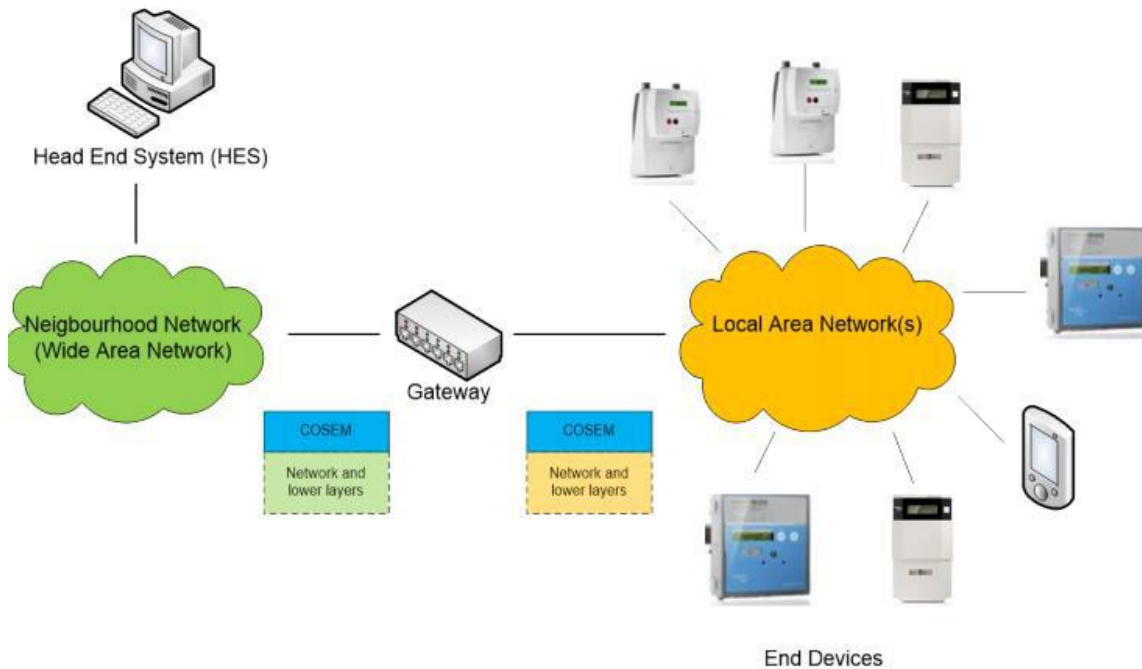 Head End System (HES)
Neigbourhood Network
(Wide Area Network)
Gateway
Local Area Network(s)
COSEM
Network and
lower layers
COSEM
Network and
lower layers
End Devices